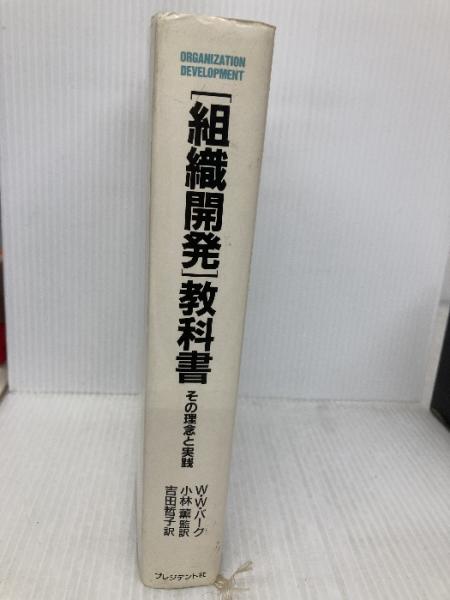 ORGANIZATION
DEVELOPMENT
[組織開発]教科書
その理念と実践
W・W・バーク
小林 薫 監訳
吉田哲子 訳
プレジデント社